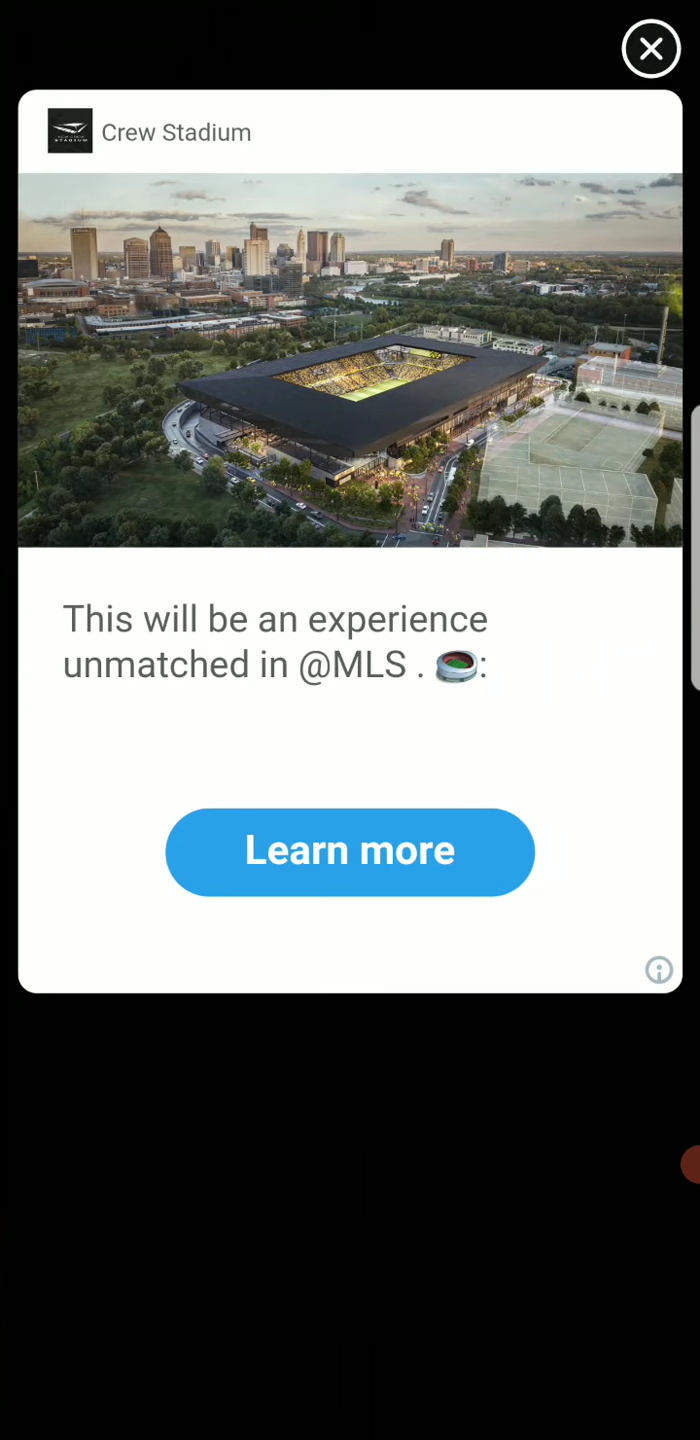 Crew Stadium
This will be an experience
unmatched in @MLS . 🏟:
Learn more